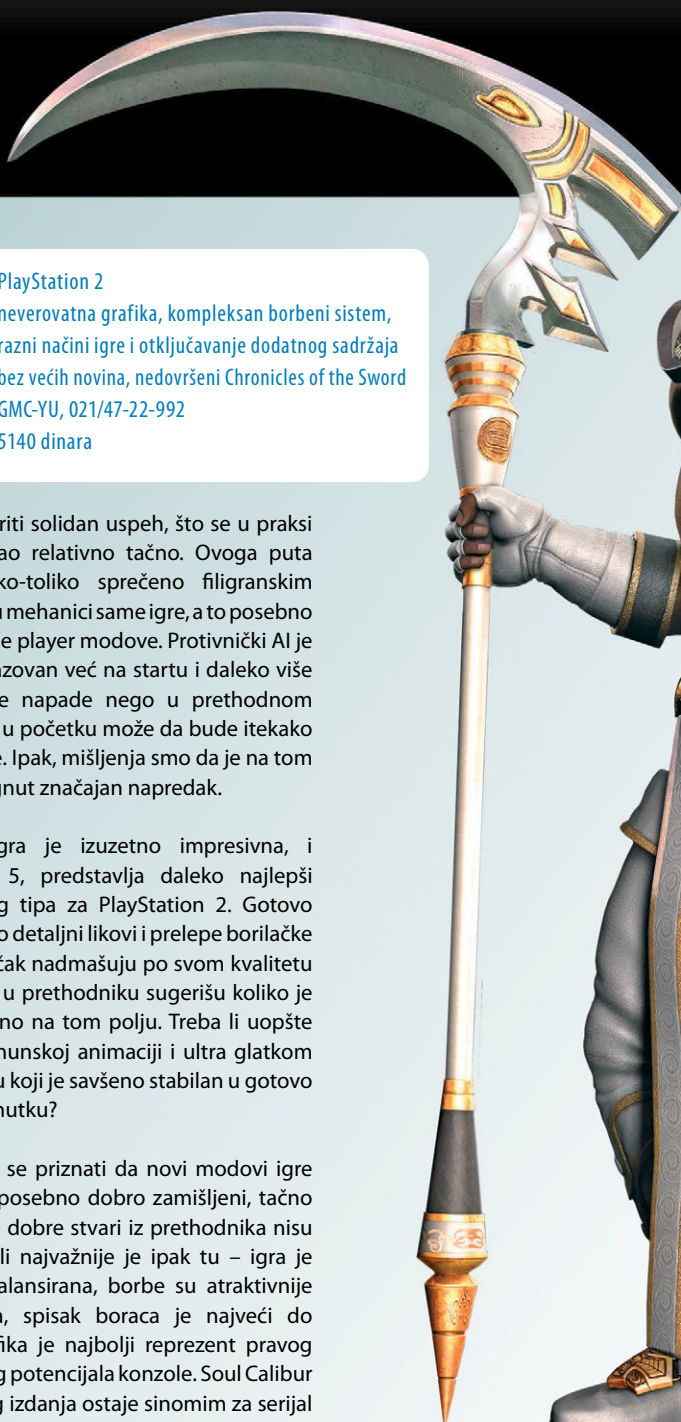 PlayStation 2
neverovatna grafika, kompleksan borbeni sistem,
razni načini igre i otključavanje dodatnog sadržaja
bez većih novina, nedovršeni Chronicles of the Sword
GMC-YU, 021/47-22-992
5140 dinara
riti solidan uspeh, što se u praksi
ao relativno tačno. Ovoga puta
ko-toliko sprečeno filigranskim
u mehanici same igre, a to posebno
e player modove. Protivnički AI je
azovan već na startu i daleko više
e napade nego u prethodnom
u početku može da bude itekako
e. Ipak, mišljenja smo da je na tom
gnut značajan napredak.
gra je izuzetno impresivna, i
5, predstavlja daleko najlepši
g tipa za PlayStation 2. Gotovo
o detaljni likovi i prelepe borilačke
čak nadmašuju po svom kvalitetu
u prethodniku sugerišu koliko je
no na tom polju. Treba li uopšte
hunskoj animaciji i ultra glatkom
u koji je savšeno stabilan u gotovo
nutku?
se priznati da novi modovi igre
posebno dobro zamišljeni, tačno
dobre stvari iz prethodnika nisu
li najvažnije je ipak tu – igra je
alansirana, borbe su atraktivnije
a, spisak boraca je najveći do
fika je najbolji reprezent pravog
g potencijala konzole. Soul Calibur
g izdanja ostaje sinomim za serijal